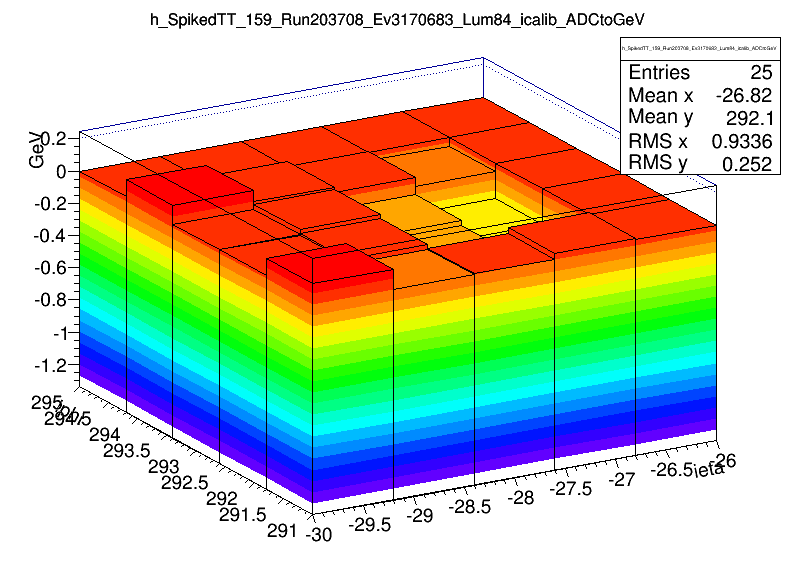 h_SpikedTT_159_Run203708_Ev3170683_Lum84_icalib_ADCtoGeV
h_SpikedTT_159_Run203708_Ev3170683_Lum84_icalib_ADCtoGeV
Entries 25
Mean x -26.82
Mean y 292.1
RMS x 0.9336
RMS y 0.252
GeV
0.2
0
-0.2
-0.4
-0.6
-0.8
-1
-1.2
295
294.5
294
293.5
293
292.5
292
291.5
291
-30
-29.5
-29
-28.5
-28
-27.5
-27
-26.5
-26
ieta